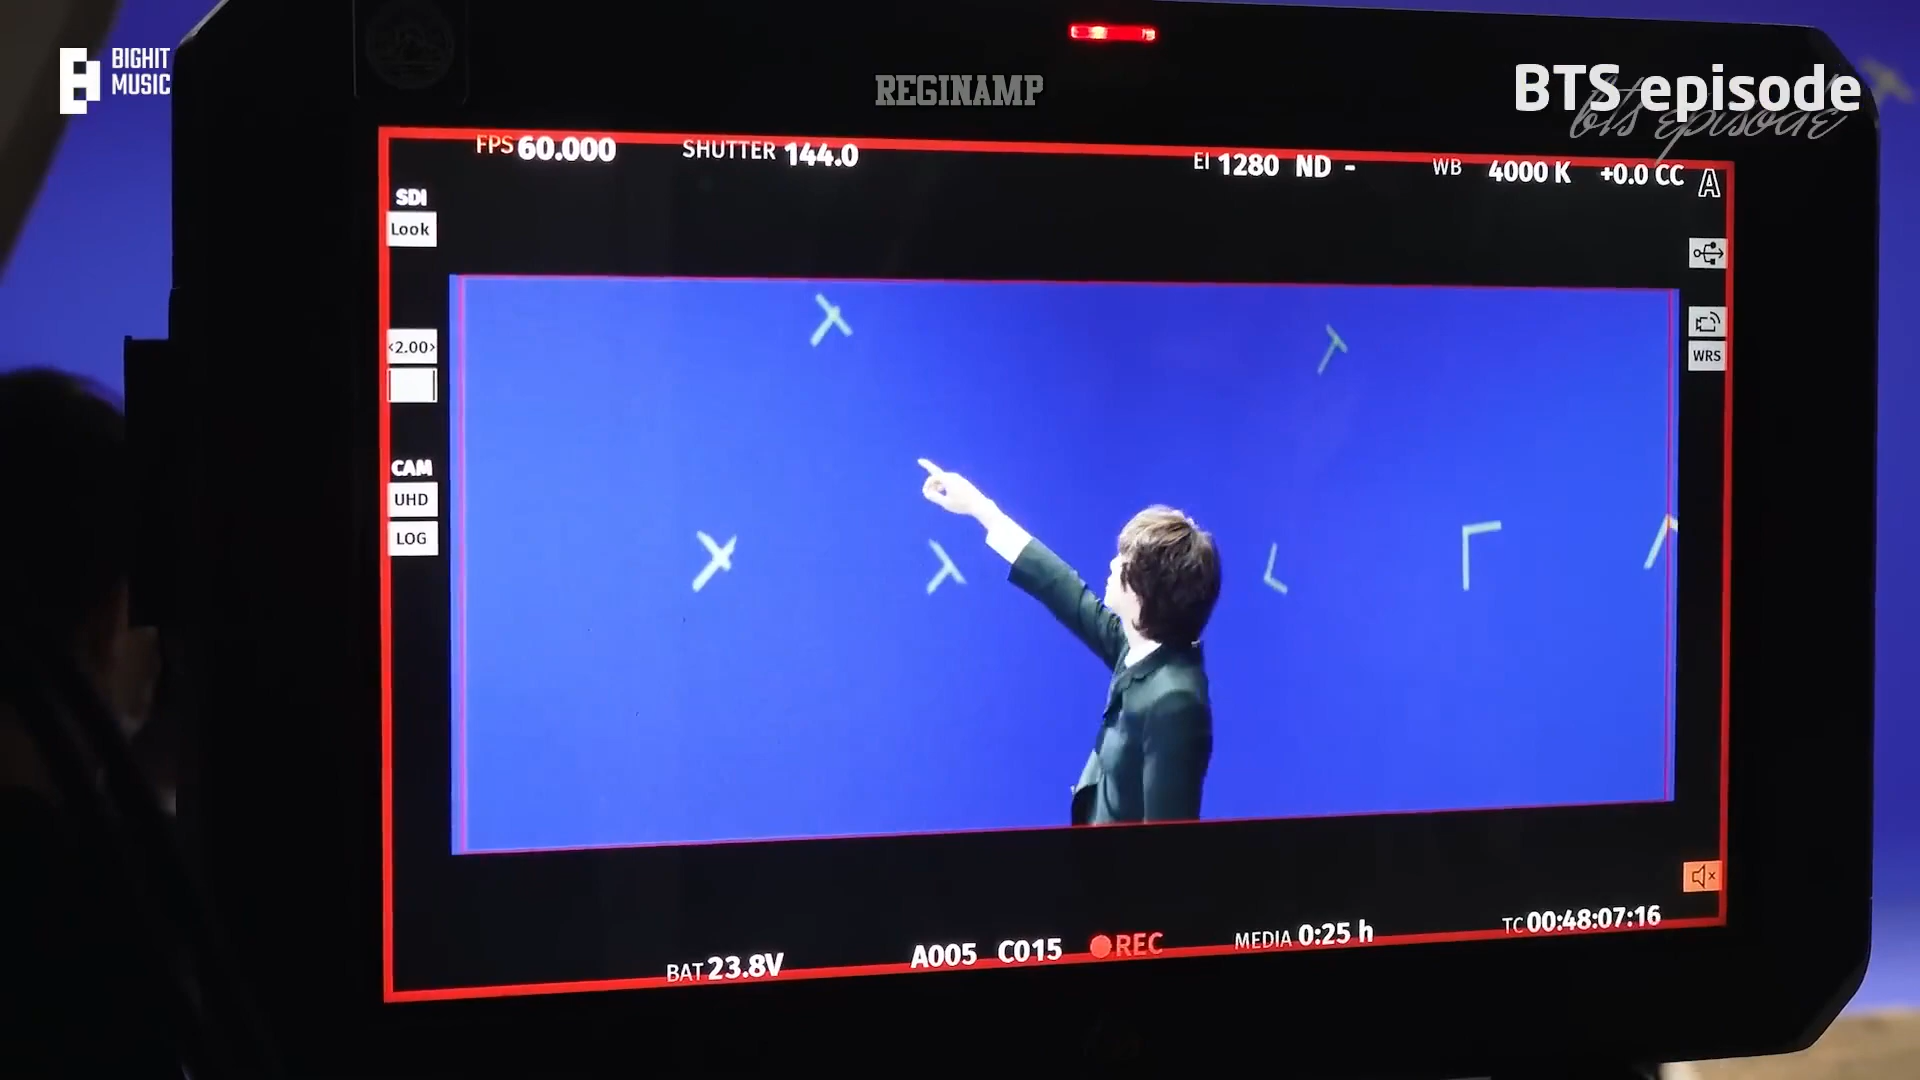 BIGHIT
MUSIC
REGINAMP
BTS episode
bts episode
FPS 60.000 SHUTTER 144.0 EI 1280 ND - WB 4000 K +0.0 CC A
SDI
Look
‹2.00›
CAM
UHD
LOG
WRS
BAT 23.8V A005 C015 REC MEDIA 0:25 h TC 00:48:07:16